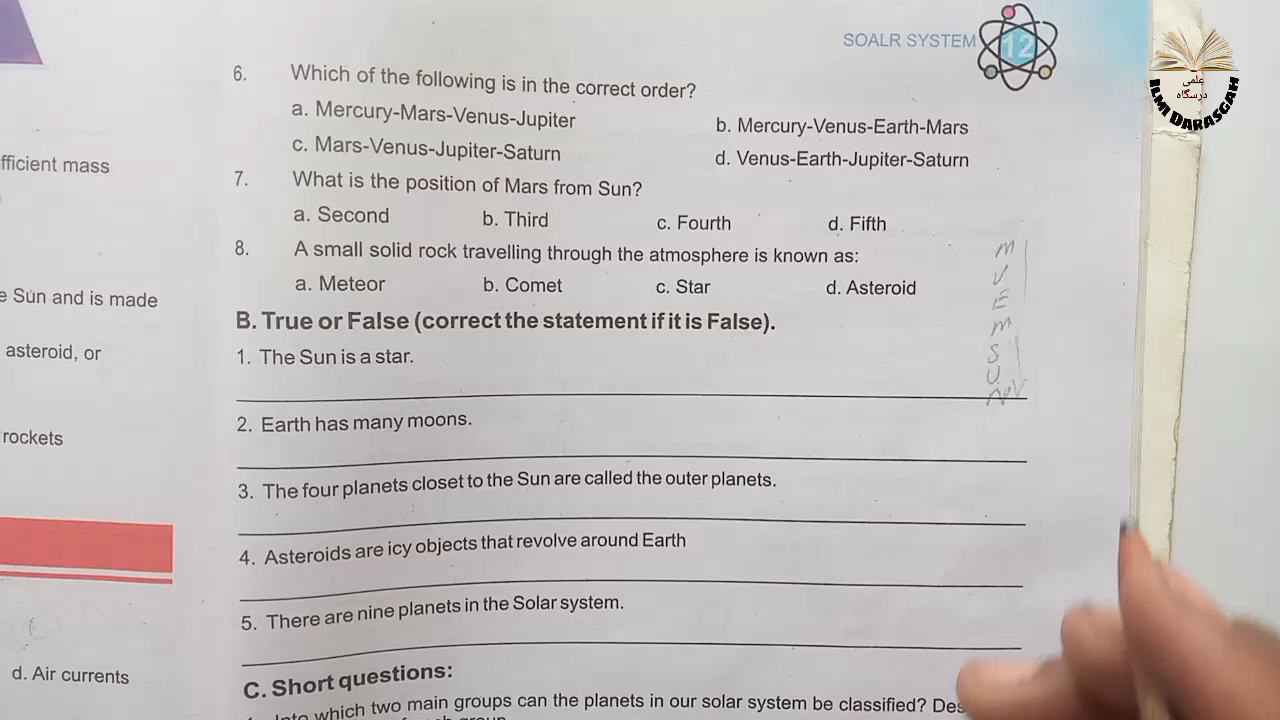 SOALR SYSTEM 12
علمی
درسگاہ
ILMI DARASGAH
6. Which of the following is in the correct order?
a. Mercury-Mars-Venus-Jupiter b. Mercury-Venus-Earth-Mars
c. Mars-Venus-Jupiter-Saturn d. Venus-Earth-Jupiter-Saturn
7. What is the position of Mars from Sun?
a. Second b. Third c. Fourth d. Fifth
8. A small solid rock travelling through the atmosphere is known as:
a. Meteor b. Comet c. Star d. Asteroid
B. True or False (correct the statement if it is False).
1. The Sun is a star.
2. Earth has many moons.
3. The four planets closet to the Sun are called the outer planets.
4. Asteroids are icy objects that revolve around Earth
5. There are nine planets in the Solar system.
C. Short questions:
which two main groups can the planets in our solar system be classified?
fficient mass
e Sun and is made
asteroid, or
rockets
d. Air currents
M
V
E
M
S
U